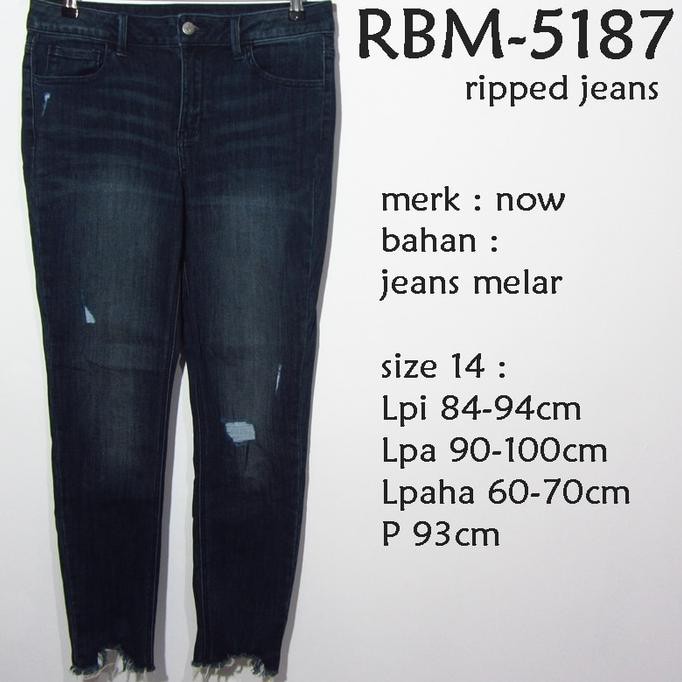 RBM-5187
ripped jeans
merk : now
bahan :
jeans melar
size 14 :
Lpi 84-94cm
Lpa 90-100cm
Lpaha 60-70cm
P 93cm